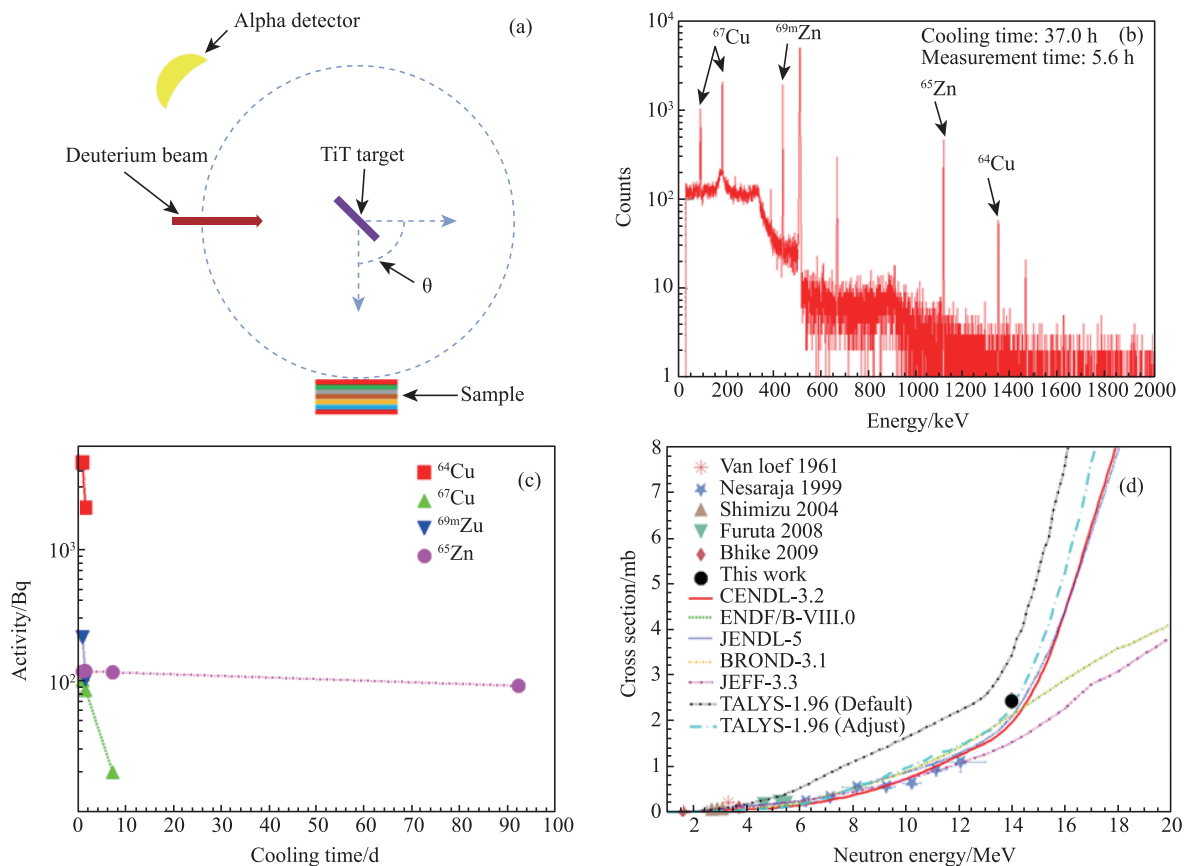 (a)
Alpha detector
Deuterium beam
TiT target
θ
Sample
(b)
Cooling time: 37.0 h
Measurement time: 5.6 h
⁶⁷Cu
⁶⁹ᵐZn
⁶⁵Zn
⁶⁴Cu
Counts
10⁴
10³
10²
10
1
0 200 400 600 800 1000 1200 1400 1600 1800 2000
Energy/keV
(c)
⁶⁴Cu
⁶⁷Cu
⁶⁹ᵐZu
⁶⁵Zn
Activity/Bq
10³
10²
0 10 20 30 40 50 60 70 80 90 100
Cooling time/d
(d)
Van loef 1961
Nesaraja 1999
Shimizu 2004
Furuta 2008
Bhike 2009
This work
CENDL-3.2
ENDF/B-VIII.0
JENDL-5
BROND-3.1
JEFF-3.3
TALYS-1.96 (Default)
TALYS-1.96 (Adjust)
Cross section/mb
8
7
6
5
4
3
2
1
0
2 4 6 8 10 12 14 16 18 20
Neutron energy/MeV